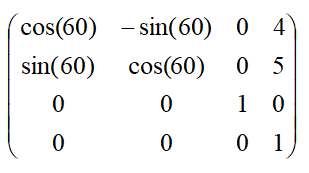 cos(60) −sin(60) 0 4
sin(60) cos(60) 0 5
0 0 1 0
0 0 0 1